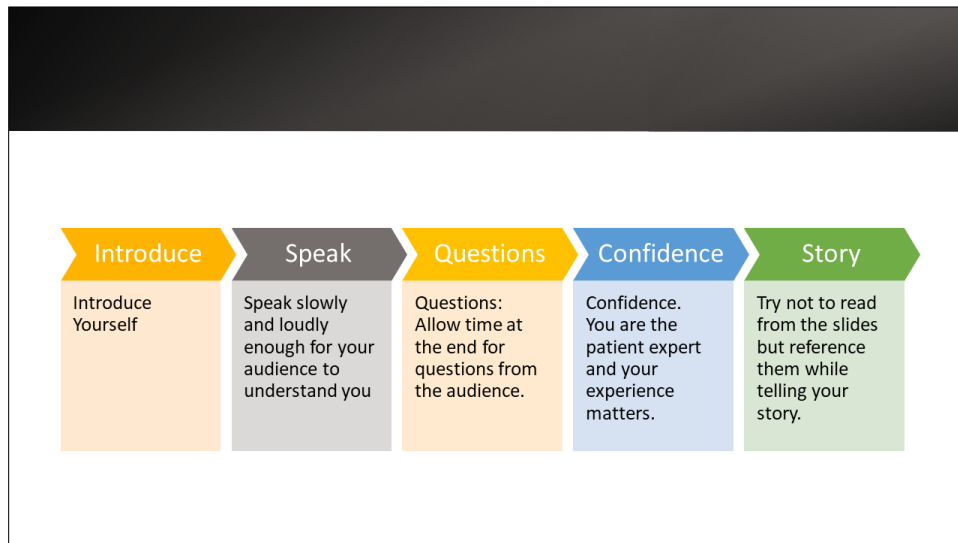 Introduce
Introduce
Yourself
Speak
Speak slowly
and loudly
enough for your
audience to
understand you
Questions
Questions:
Allow time at
the end for
questions from
the audience.
Confidence
Confidence.
You are the
patient expert
and your
experience
matters.
Story
Try not to read
from the slides
but reference
them while
telling your
story.